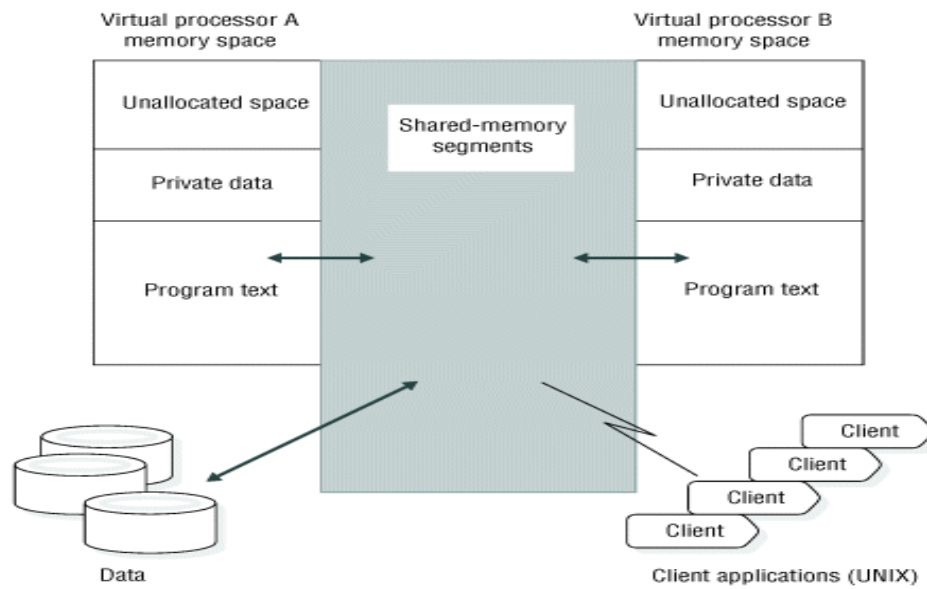 Virtual processor A
memory space
Virtual processor B
memory space
Unallocated space
Private data
Program text
Shared-memory
segments
Unallocated space
Private data
Program text
Data
Client
Client
Client
Client
Client applications (UNIX)